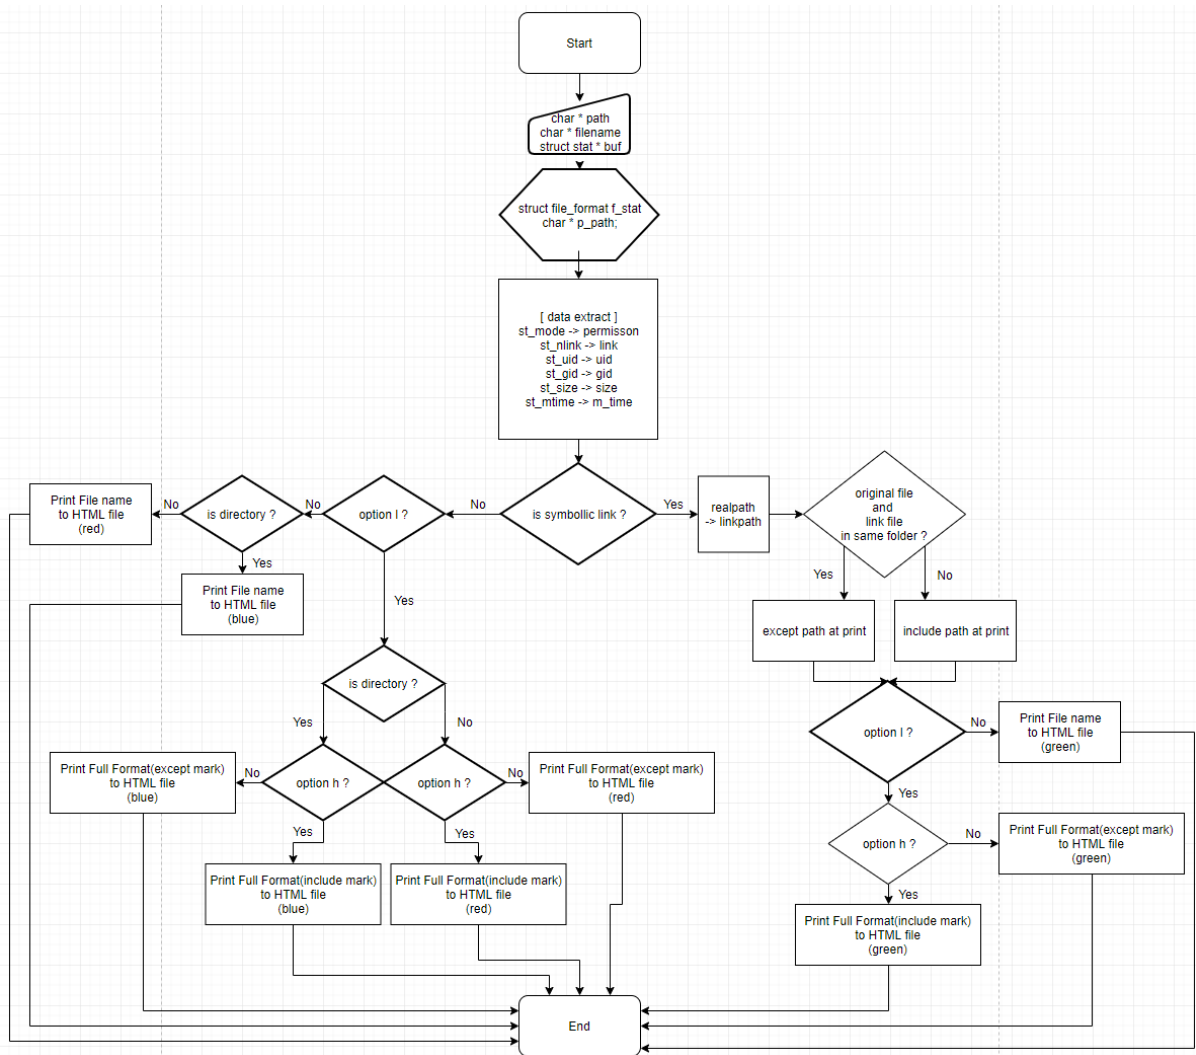 Start
char * path
char * filename
struct stat * buf
struct file_format f_stat
char * p_path;
[ data extract ]
st_mode -> permisson
st_nlink -> link
st_uid -> uid
st_gid -> gid
st_size -> size
st_mtime -> m_time
is symbollic link ?
No
Yes
option l ?
No
Yes
is directory ?
No
Yes
Print File name
to HTML file
(red)
Print File name
to HTML file
(blue)
realpath
-> linkpath
original file
and
link file
in same folder ?
Yes
No
except path at print
include path at print
is directory ?
Yes
No
option h ?
No
Yes
option h ?
No
Yes
Print Full Format(except mark)
to HTML file
(blue)
Print Full Format(except mark)
to HTML file
(red)
Print Full Format(include mark)
to HTML file
(blue)
Print Full Format(include mark)
to HTML file
(red)
option l ?
No
Yes
Print File name
to HTML file
(green)
option h ?
No
Yes
Print Full Format(except mark)
to HTML file
(green)
Print Full Format(include mark)
to HTML file
(green)
End